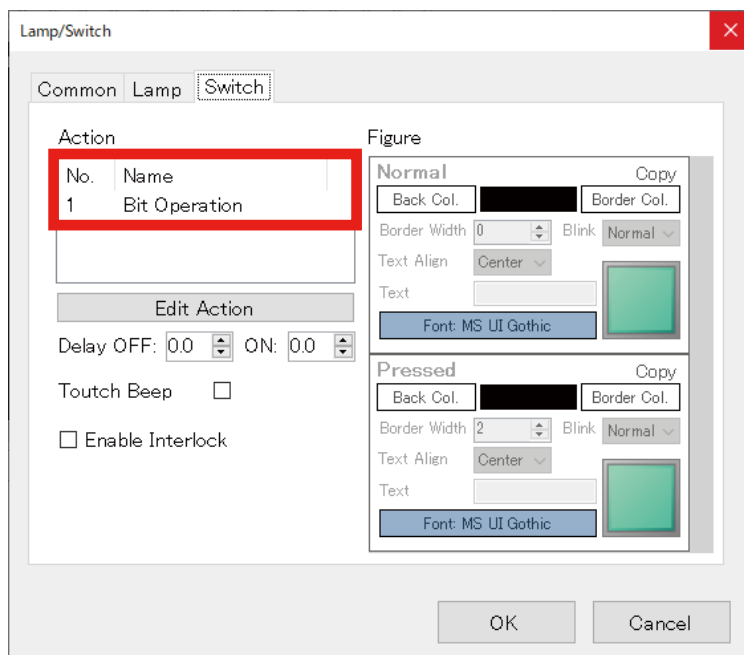 Lamp/Switch
Common Lamp Switch
Action
No. Name
1 Bit Operation
Edit Action
Delay OFF: 0.0 ON: 0.0
Toutch Beep
Enable Interlock
Figure
Normal Copy
Back Col. Border Col.
Border Width 0 Blink Normal
Text Align Center
Text
Font: MS UI Gothic
Pressed Copy
Back Col. Border Col.
Border Width 2 Blink Normal
Text Align Center
Text
Font: MS UI Gothic
OK Cancel